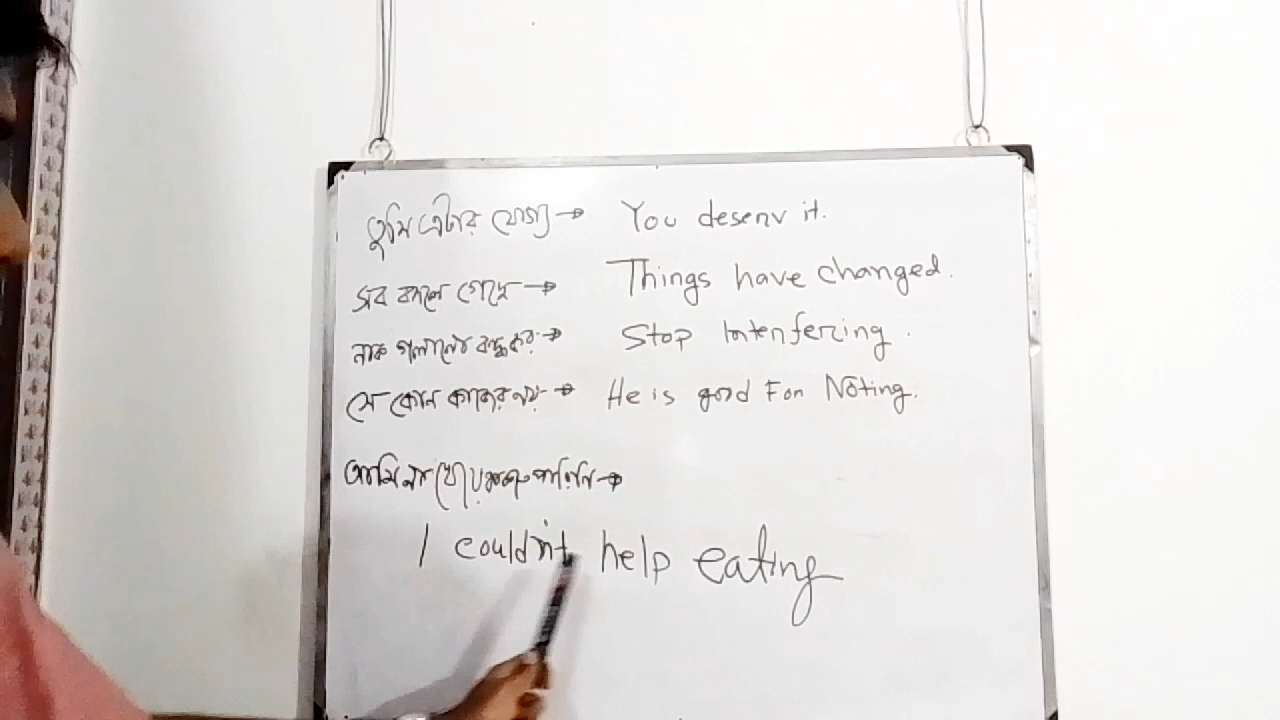 তুমি এটার যোগ্য → You deserv it.
সব বদলে গেছে → Things have changed.
নাক গলানো বন্ধ কর → Stop Interfering.
সে কোন কাজের নয় → He is good For Noting.
আমি না খেয়ে থাকতে পারিনি →
I couldn't help eating